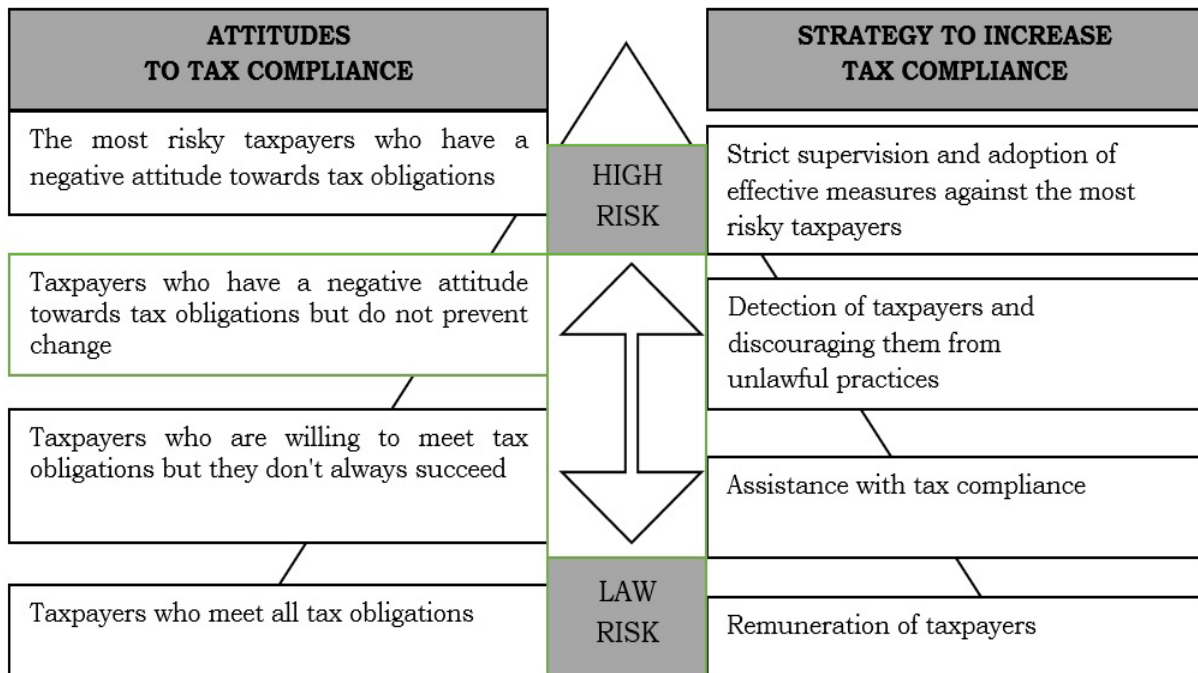 ATTITUDES
TO TAX COMPLIANCE
The most risky taxpayers who have a
negative attitude towards tax obligations
Taxpayers who have a negative attitude
towards tax obligations but do not prevent
change
Taxpayers who are willing to meet tax
obligations but they don't always succeed
Taxpayers who meet all tax obligations
HIGH
RISK
LAW
RISK
STRATEGY TO INCREASE
TAX COMPLIANCE
Strict supervision and adoption of
effective measures against the most
risky taxpayers
Detection of taxpayers and
discouraging them from
unlawful practices
Assistance with tax compliance
Remuneration of taxpayers